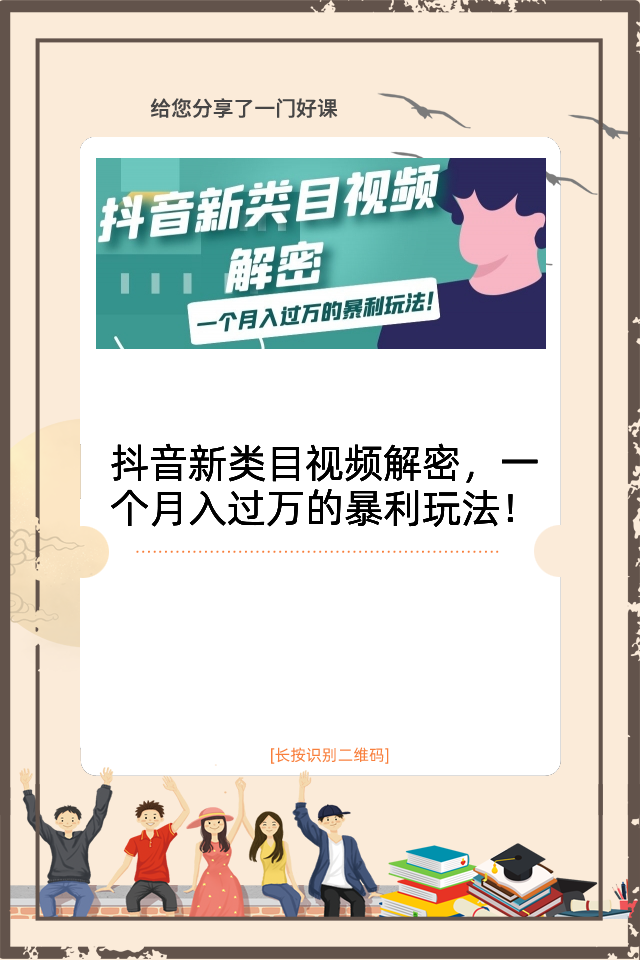 给您分享了一门好课
抖音新类目视频
解密
一个月入过万的暴利玩法!
抖音新类目视频解密，一
个月入过万的暴利玩法!
[长按识别二维码]